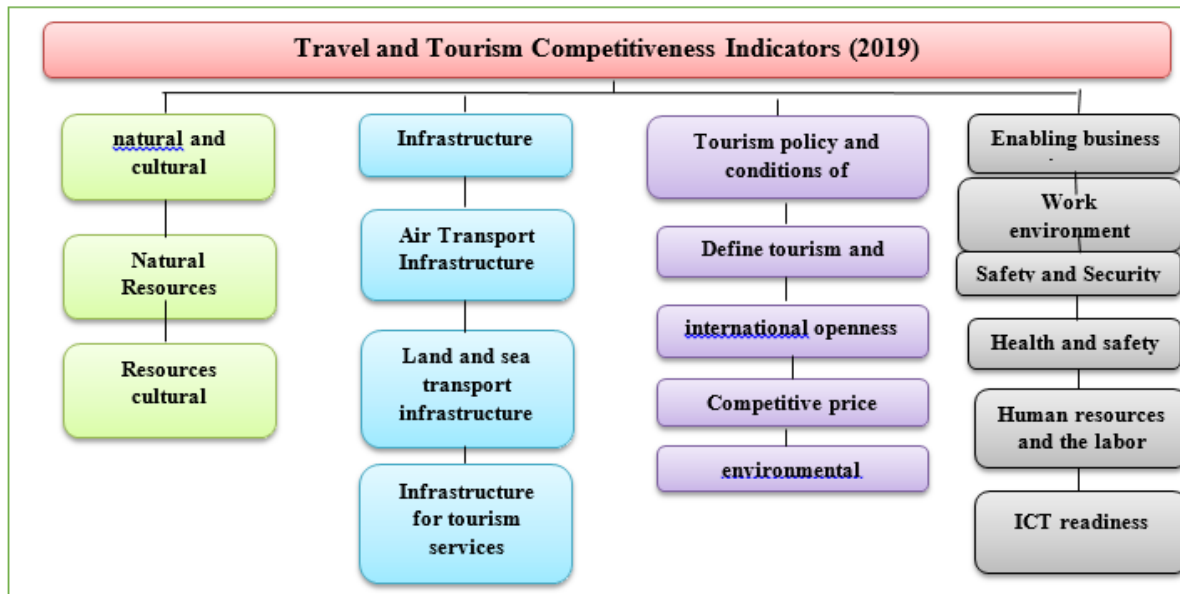 Travel and Tourism Competitiveness Indicators (2019)
natural and
cultural
Natural
Resources
Resources
cultural
Infrastructure
Air Transport
Infrastructure
Land and sea
transport
infrastructure
Infrastructure
for tourism
services
Tourism policy and
conditions of
Define tourism and
international openness
Competitive price
environmental
Enabling business
Work
environment
Safety and Security
Health and safety
Human resources
and the labor
ICT readiness